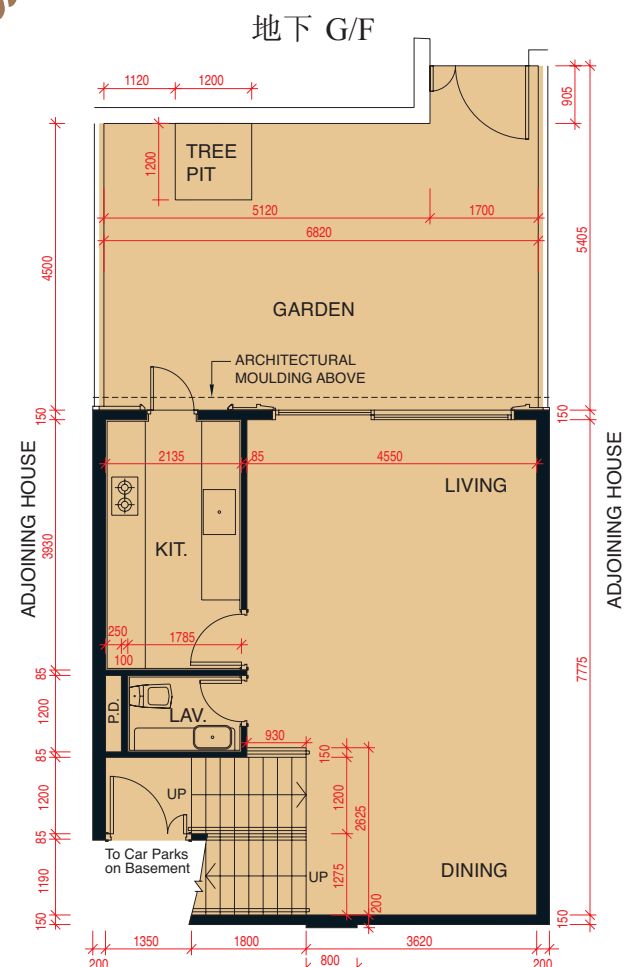 地下 G/F
1120
1200
905
TREE
PIT
1200
5120
1700
6820
4500
5405
GARDEN
ARCHITECTURAL
MOULDING ABOVE
150
150
ADJOINING HOUSE
ADJOINING HOUSE
2135
85
4550
LIVING
3930
KIT.
250
1785
100
7775
85
1200
P.D.
LAV.
930
85
150
UP
1200
1200
2625
85
To Car Parks
on Basement
UP
1275
DINING
1190
200
150
150
1350
1800
3620
200
800
200